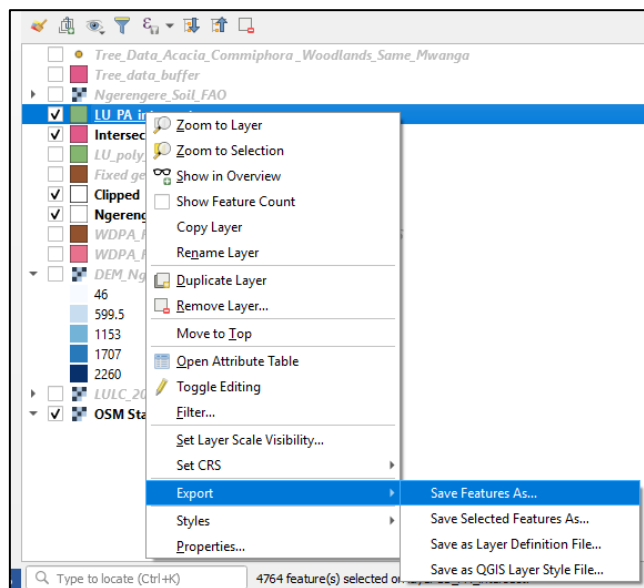 Tree_Data_Acacia_Commiphora_Woodlands_Same_Mwanga
Tree_data_buffer
Ngerengere_Soil_FAO
LU_PA_in
Intersec
LU_poly
Fixed ge
Clipped
Ngereng
WDPA_
WDPA_
DEM_Ng
46
599.5
1153
1707
2260
LULC_20
OSM Sta
Zoom to Layer
Zoom to Selection
Show in Overview
Show Feature Count
Copy Layer
Rename Layer
Duplicate Layer
Remove Layer...
Move to Top
Open Attribute Table
Toggle Editing
Filter...
Set Layer Scale Visibility...
Set CRS
Export
Styles
Properties...
Save Features As...
Save Selected Features As...
Save as Layer Definition File...
Save as QGIS Layer Style File...
Type to locate (Ctrl+K)
4764 feature(s) selected on